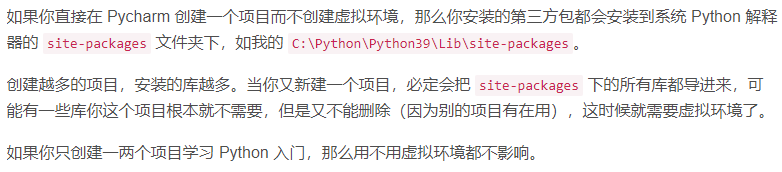 如果你直接在 Pycharm 创建一个项目而不创建虚拟环境，那么你安装的第三方包都会安装到系统 Python 解释
器的 site-packages 文件夹下，如我的 C:\Python\Python39\Lib\site-packages。
创建越多的项目，安装的库越多。当你又新建一个项目，必定会把 site-packages 下的所有库都导进来，可
能有一些库你这个项目根本就不需要，但是又不能删除（因为别的项目有在用），这时候就需要虚拟环境了。
如果你只创建一两个项目学习 Python 入门，那么用不用虚拟环境都不影响。